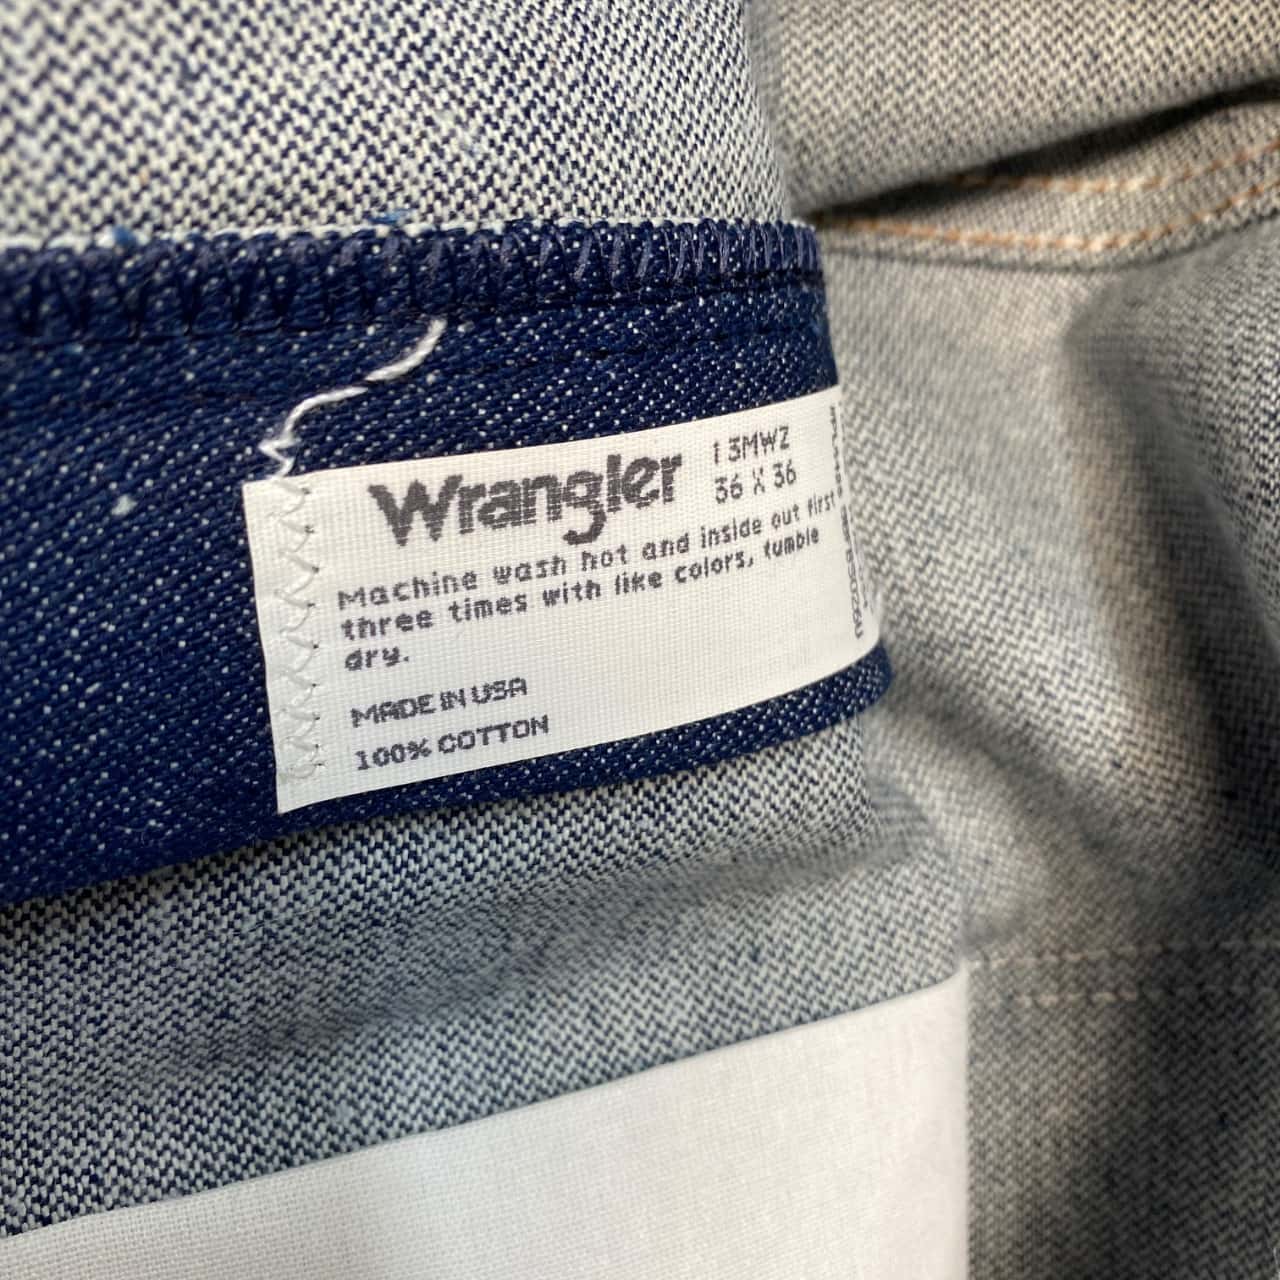 Wrangler
13MWZ
36 X 36
Machine wash hot and inside out first
three times with like colors, tumble
dry.
MADE IN USA
100% COTTON